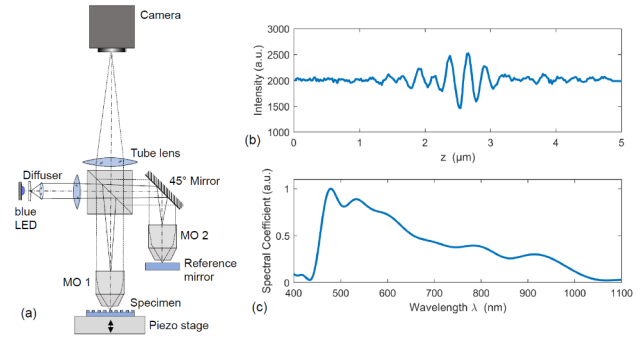 Camera
Tube lens
Diffuser
45° Mirror
blue
LED
MO 2
Reference
mirror
MO 1
Specimen
(a)
Piezo stage
Intensity (a.u.)
3000
2500
2000
1500
1000
0 1 2 3 4 5
(b)
z (μm)
Spectral Coefficient (a.u.)
1
0.5
0
400 500 600 700 800 900 1000 1100
(c)
Wavelength λ (nm)